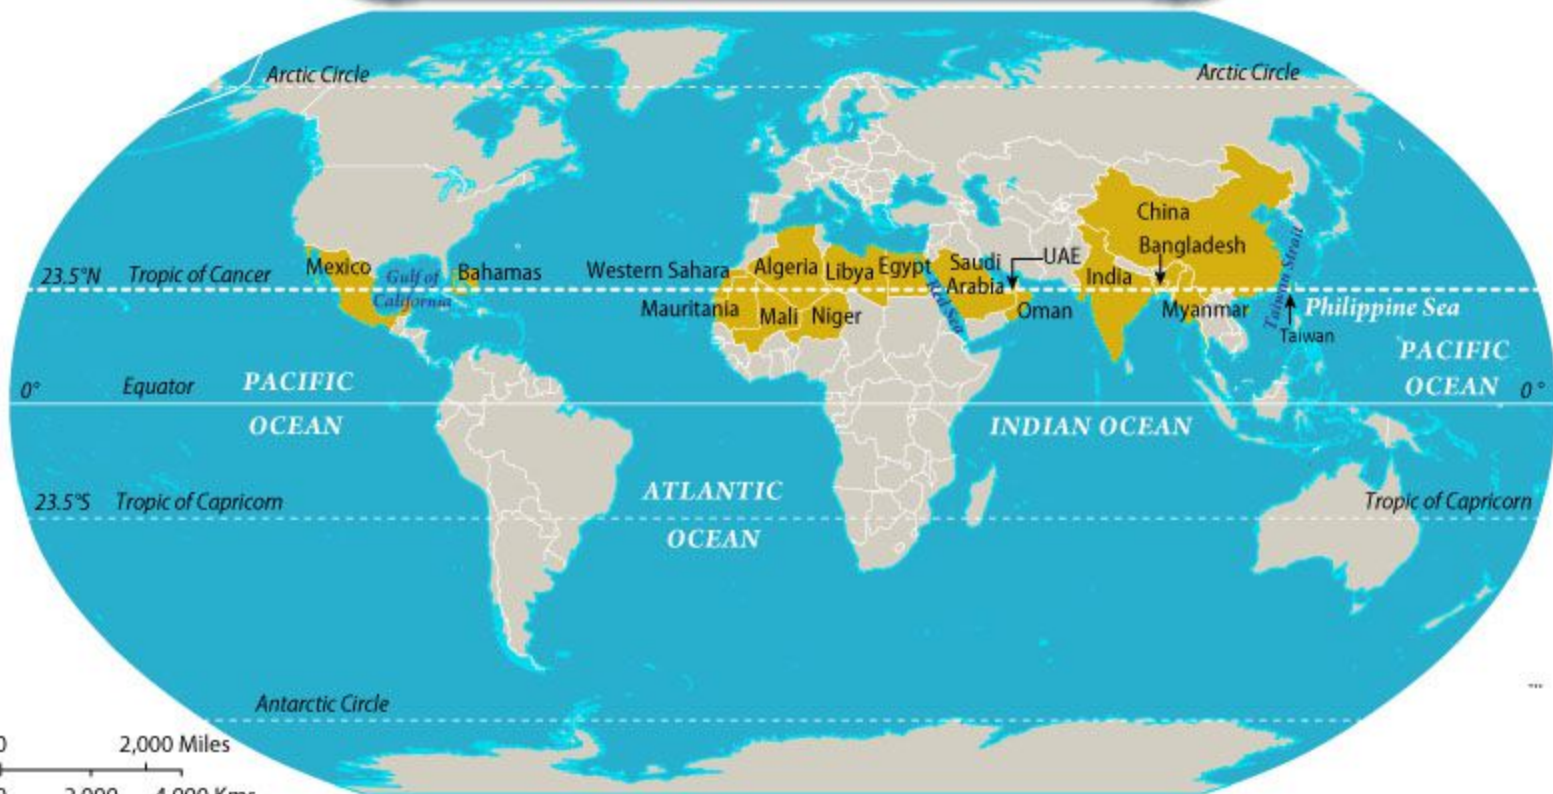 Arctic Circle
Arctic Circle
China
Bangladesh
Taiwan Strait
UAE
Mexico
Gulf of
California
Bahamas
Western Sahara
Algeria
Libya
Egypt
Saudi
Arabia
India
23.5°N
Tropic of Cancer
Red Sea
Mauritania
Mali
Niger
Oman
Myanmar
Philippine Sea
Taiwan
PACIFIC
OCEAN
0°
Equator
PACIFIC
OCEAN
0°
INDIAN OCEAN
ATLANTIC
OCEAN
23.5°S
Tropic of Capricorn
Tropic of Capricorn
Antarctic Circle
0
2,000 Miles